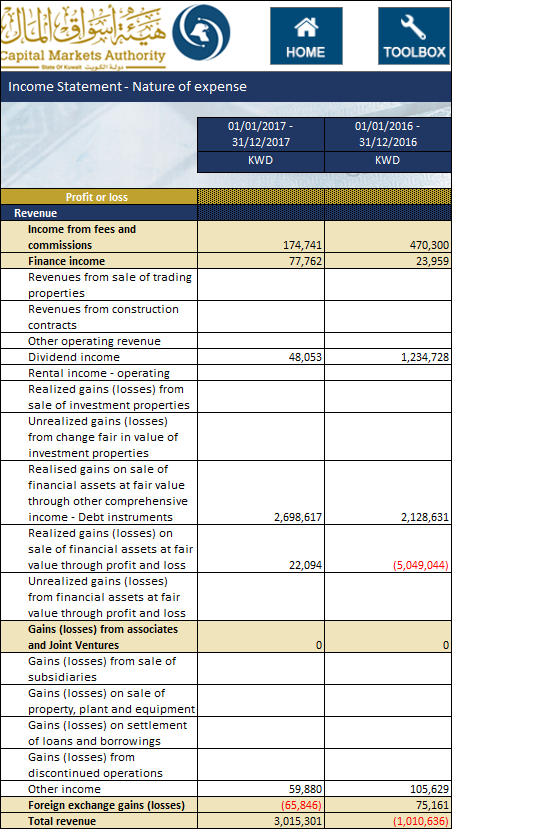 هيئة أسواق المال
Capital Markets Authority
State Of Kuwait دولة الكويت
HOME
TOOLBOX
Income Statement - Nature of expense
01/01/2017 - 01/01/2016 -
31/12/2017 31/12/2016
KWD KWD
Profit or loss
Revenue
Income from fees and
commissions 174,741 470,300
Finance income 77,762 23,959
Revenues from sale of trading
properties
Revenues from construction
contracts
Other operating revenue
Dividend income 48,053 1,234,728
Rental income - operating
Realized gains (losses) from
sale of investment properties
Unrealized gains (losses)
from change fair in value of
investment properties
Realised gains on sale of
financial assets at fair value
through other comprehensive
income - Debt instruments 2,698,617 2,128,631
Realized gains (losses) on
sale of financial assets at fair
value through profit and loss 22,094 (5,049,044)
Unrealized gains (losses)
from financial assets at fair
value through profit and loss
Gains (losses) from associates
and Joint Ventures 0 0
Gains (losses) from sale of
subsidiaries
Gains (losses) on sale of
property, plant and equipment
Gains (losses) on settlement
of loans and borrowings
Gains (losses) from
discontinued operations
Other income 59,880 105,629
Foreign exchange gains (losses) (65,846) 75,161
Total revenue 3,015,301 (1,010,636)